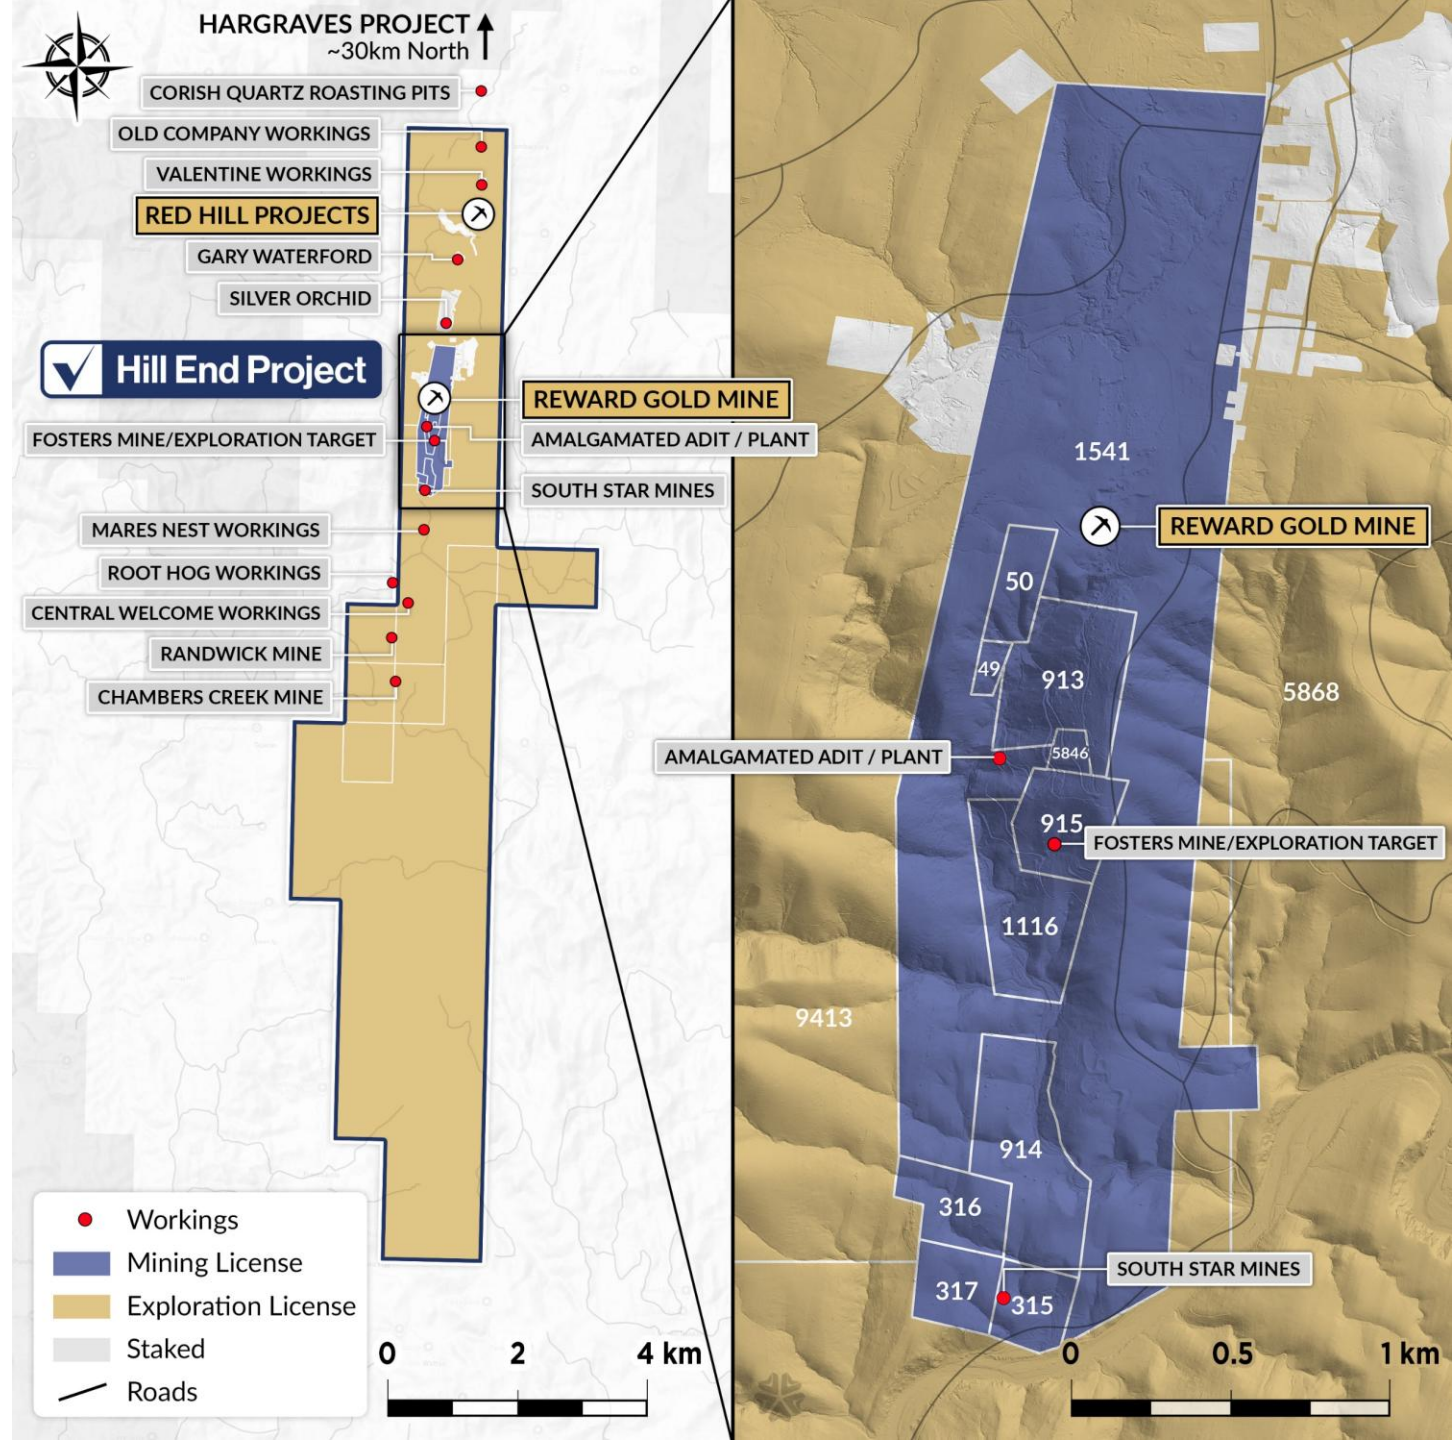 HARGRAVES PROJECT
~30km North
CORISH QUARTZ ROASTING PITS
OLD COMPANY WORKINGS
VALENTINE WORKINGS
RED HILL PROJECTS
GARY WATERFORD
SILVER ORCHID
Hill End Project
REWARD GOLD MINE
FOSTERS MINE/EXPLORATION TARGET
AMALGAMATED ADIT / PLANT
SOUTH STAR MINES
MARES NEST WORKINGS
ROOT HOG WORKINGS
CENTRAL WELCOME WORKINGS
RANDWICK MINE
CHAMBERS CREEK MINE
Workings
Mining License
Exploration License
Staked
Roads
0 2 4 km
1541
REWARD GOLD MINE
50
49
913
5868
5846
AMALGAMATED ADIT / PLANT
915
FOSTERS MINE/EXPLORATION TARGET
1116
9413
914
316
SOUTH STAR MINES
317
315
0 0.5 1 km